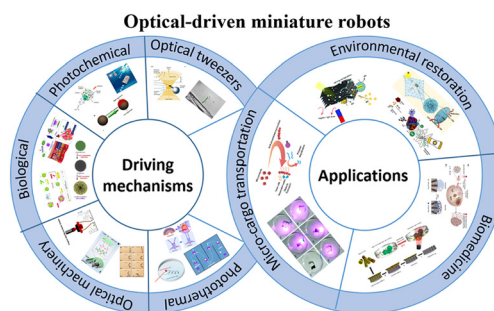 Optical-driven miniature robots
Photochemical
Optical tweezers
Biological
Driving
mechanisms
Optical machinery
Photothermal
Environmental restoration
Micro-cargo transportation
Applications
Biomedicine